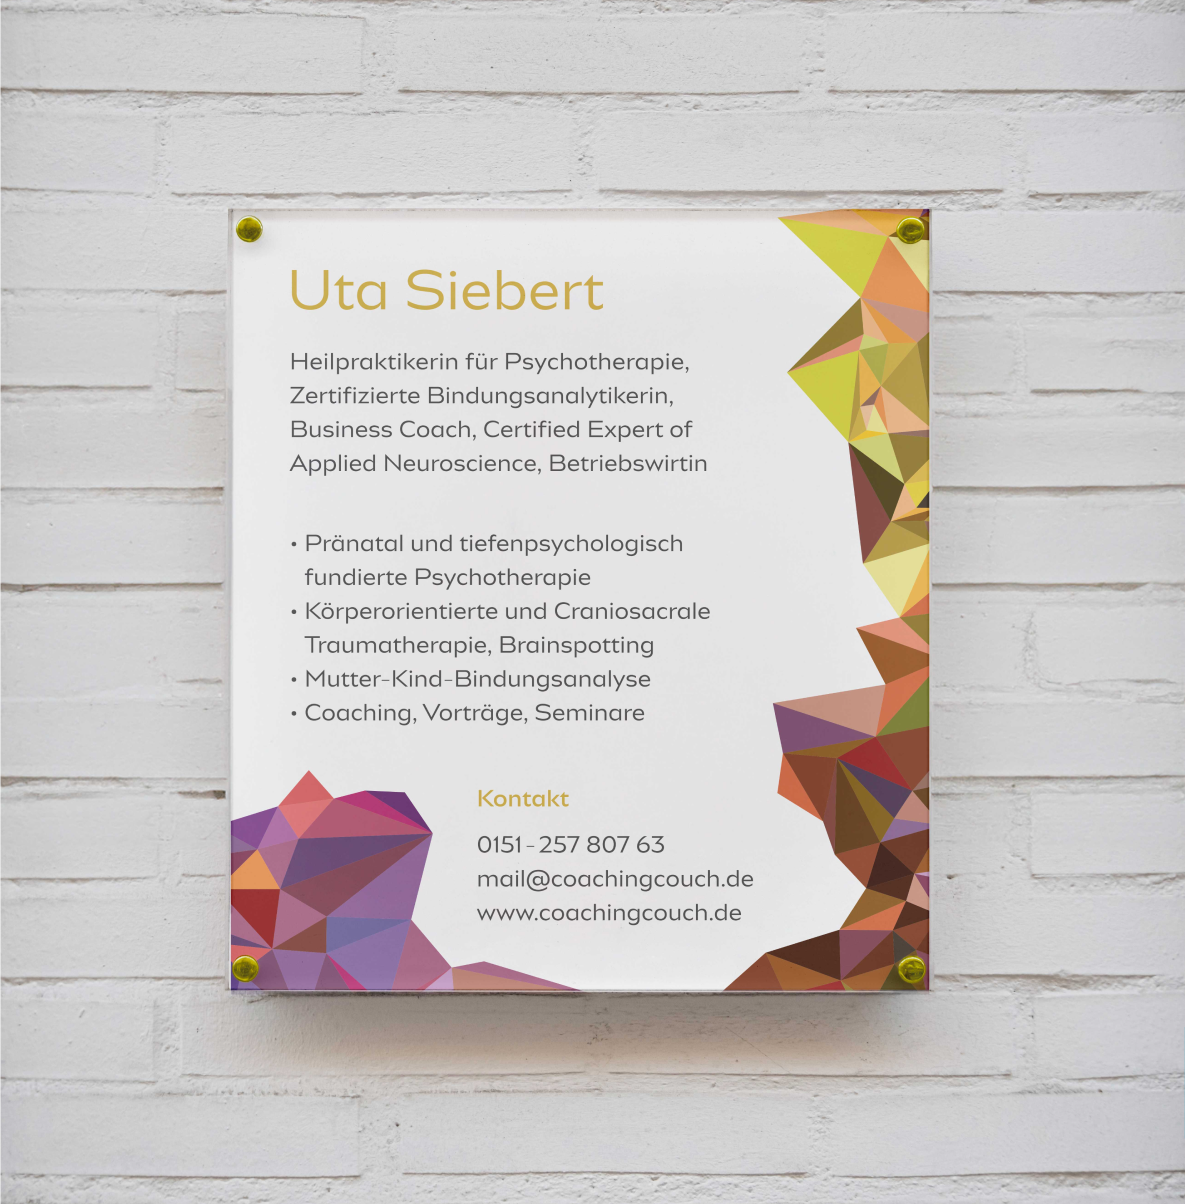 Uta Siebert
Heilpraktikerin für Psychotherapie,
Zertifizierte Bindungsanalytikerin,
Business Coach, Certified Expert of
Applied Neuroscience, Betriebswirtin
• Pränatal und tiefenpsychologisch
fundierte Psychotherapie
• Körperorientierte und Craniosacrale
Traumatherapie, Brainspotting
• Mutter-Kind-Bindungsanalyse
• Coaching, Vorträge, Seminare
Kontakt
0151 - 257 807 63
mail@coachingcouch.de
www.coachingcouch.de